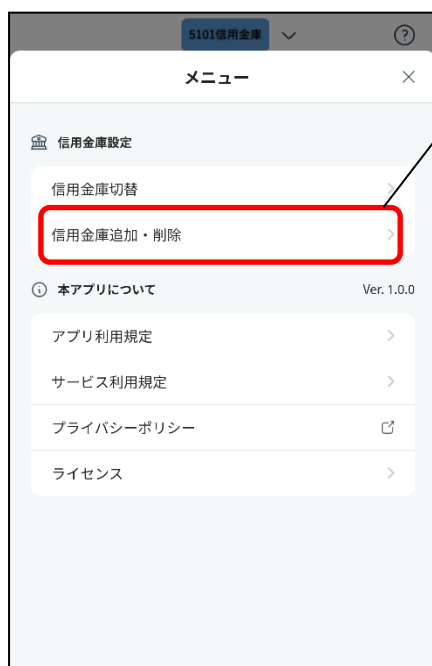 5101信用金庫
メニュー
信用金庫設定
信用金庫切替
信用金庫追加・削除
本アプリについて Ver. 1.0.0
アプリ利用規定
サービス利用規定
プライバシーポリシー
ライセンス